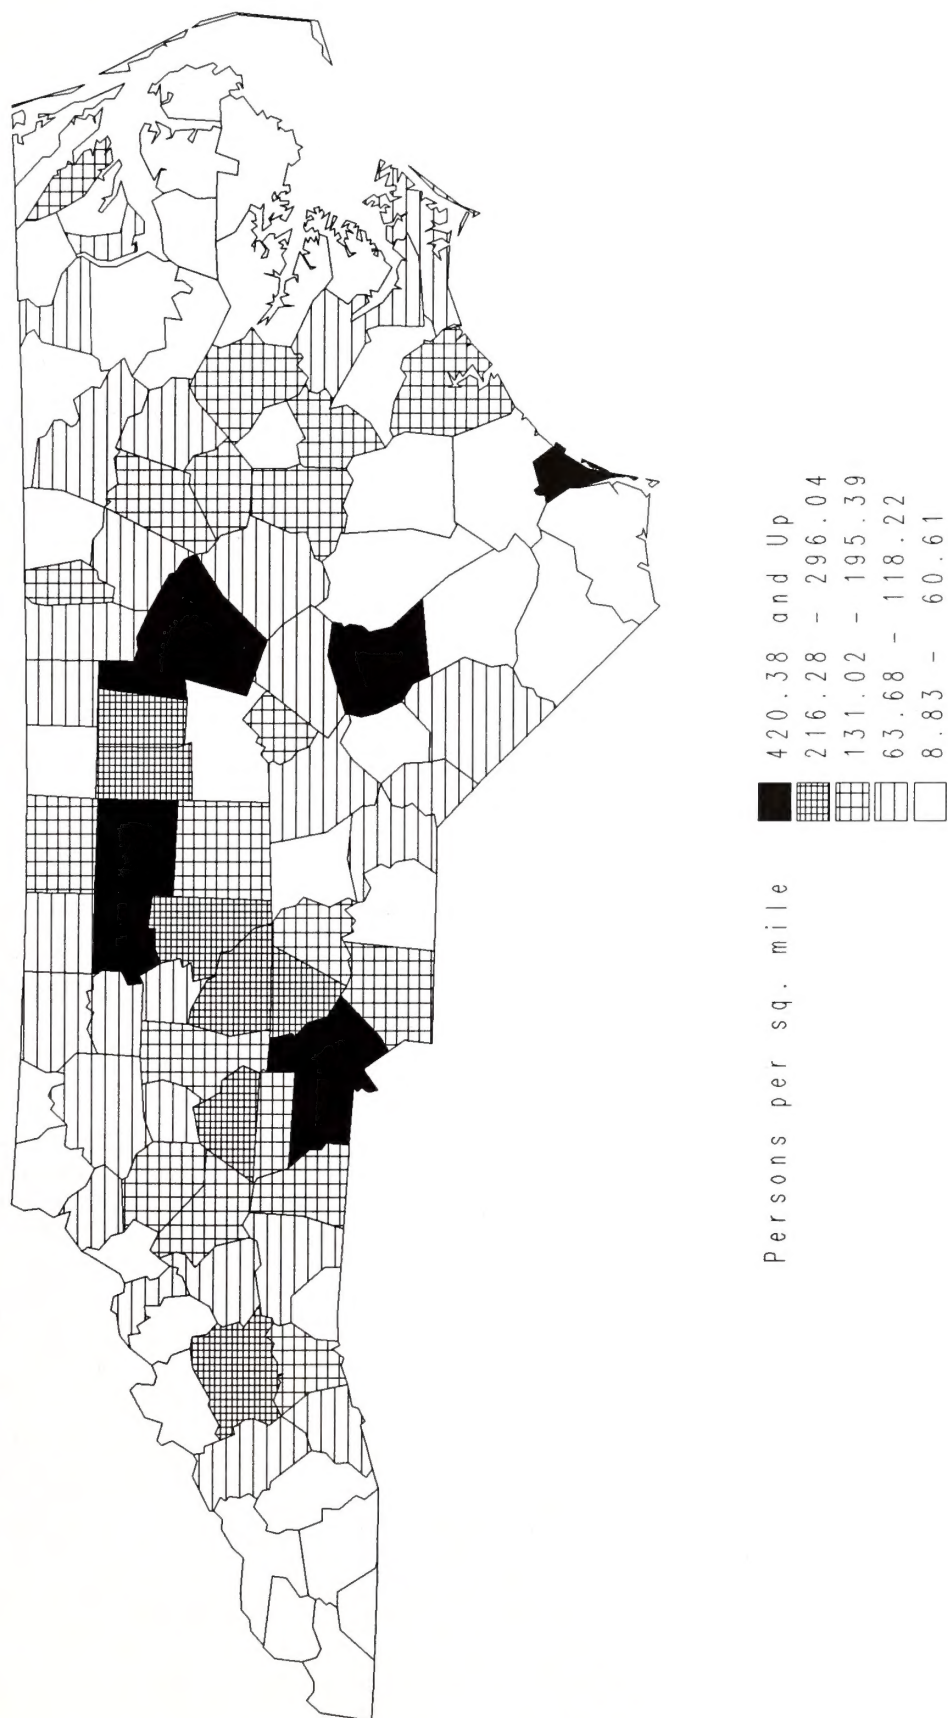 Persons per sq. mile
420.38 and Up
216.28 - 296.04
131.02 - 195.39
63.68 - 118.22
8.83 - 60.61